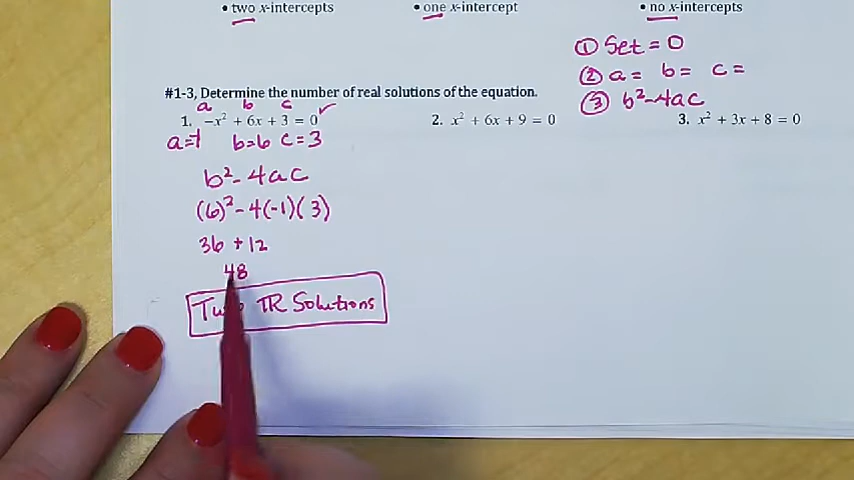 • two x-intercepts • one x-intercept • no x-intercepts
① Set = 0
② a = b = c =
③ b² - 4ac
#1-3, Determine the number of real solutions of the equation.
a b c
1. −x² + 6x + 3 = 0 ✓ 2. x² + 6x + 9 = 0 3. x² + 3x + 8 = 0
a=-1 b=6 c=3
b² - 4ac
(6)² - 4(-1)(3)
36 + 12
48
Two ℝ Solutions